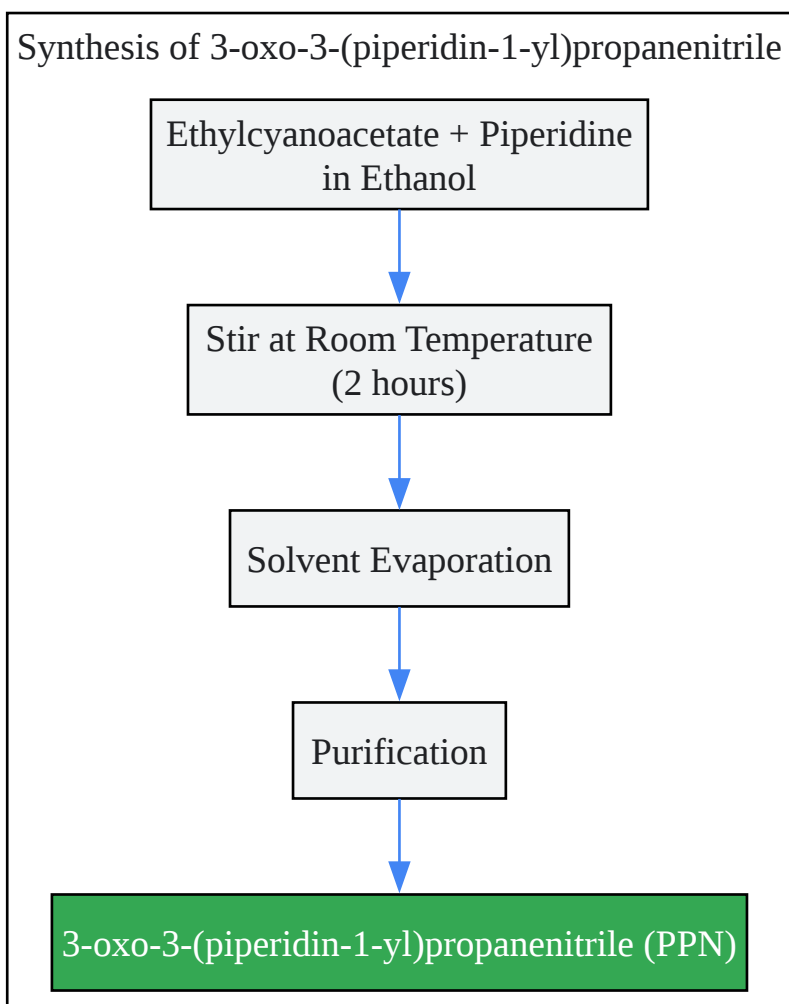 Synthesis of 3-oxo-3-(piperidin-1-yl)propanenitrile
Ethylcyanoacetate + Piperidine
in Ethanol
Stir at Room Temperature
(2 hours)
Solvent Evaporation
Purification
3-oxo-3-(piperidin-1-yl)propanenitrile (PPN)